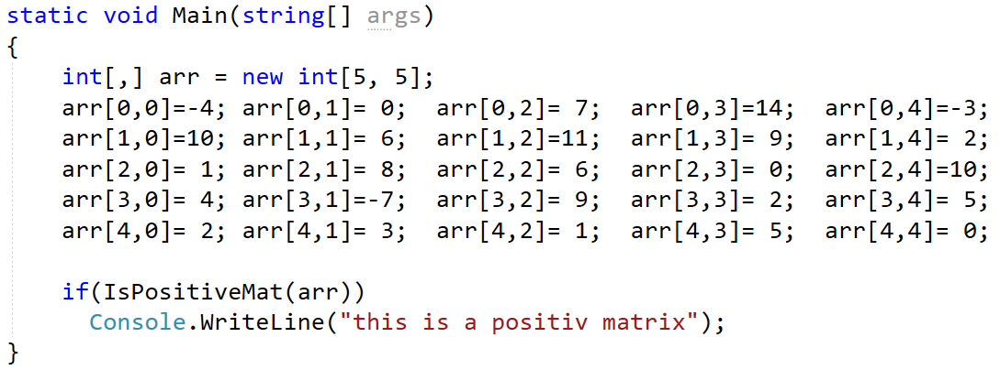 static void Main(string[] args)
{
int[,] arr = new int[5, 5];
arr[0,0]=-4; arr[0,1]= 0; arr[0,2]= 7; arr[0,3]=14; arr[0,4]=-3;
arr[1,0]=10; arr[1,1]= 6; arr[1,2]=11; arr[1,3]= 9; arr[1,4]= 2;
arr[2,0]= 1; arr[2,1]= 8; arr[2,2]= 6; arr[2,3]= 0; arr[2,4]=10;
arr[3,0]= 4; arr[3,1]=-7; arr[3,2]= 9; arr[3,3]= 2; arr[3,4]= 5;
arr[4,0]= 2; arr[4,1]= 3; arr[4,2]= 1; arr[4,3]= 5; arr[4,4]= 0;
if(IsPositiveMat(arr))
Console.WriteLine("this is a positiv matrix");
}